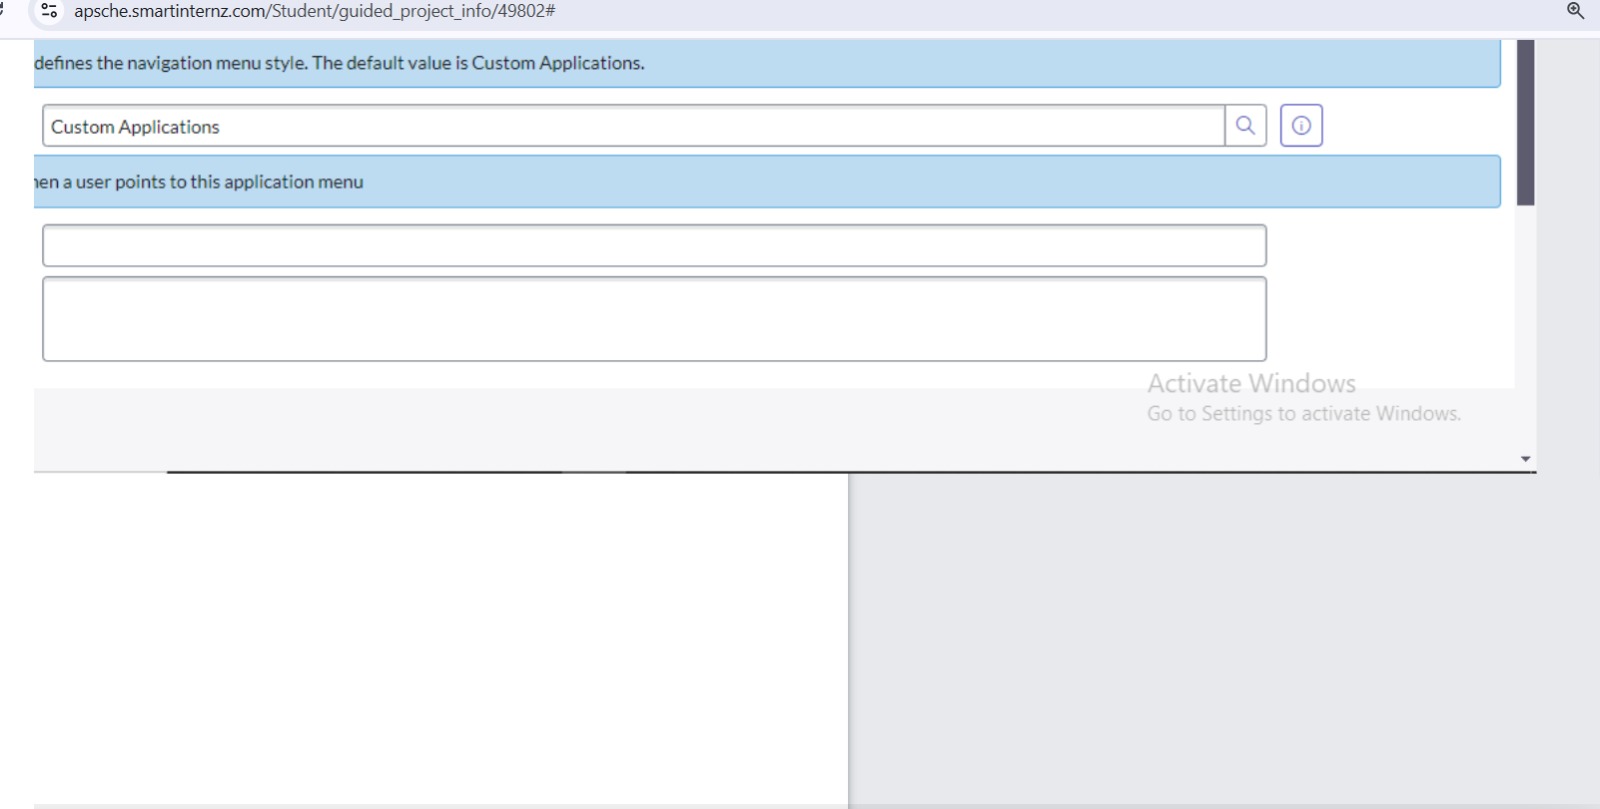 apsche.smartinternz.com/Student/guided_project_info/49802#
defines the navigation menu style. The default value is Custom Applications.
Custom Applications
a user points to this application menu
Activate Windows
Go to Settings to activate Windows.